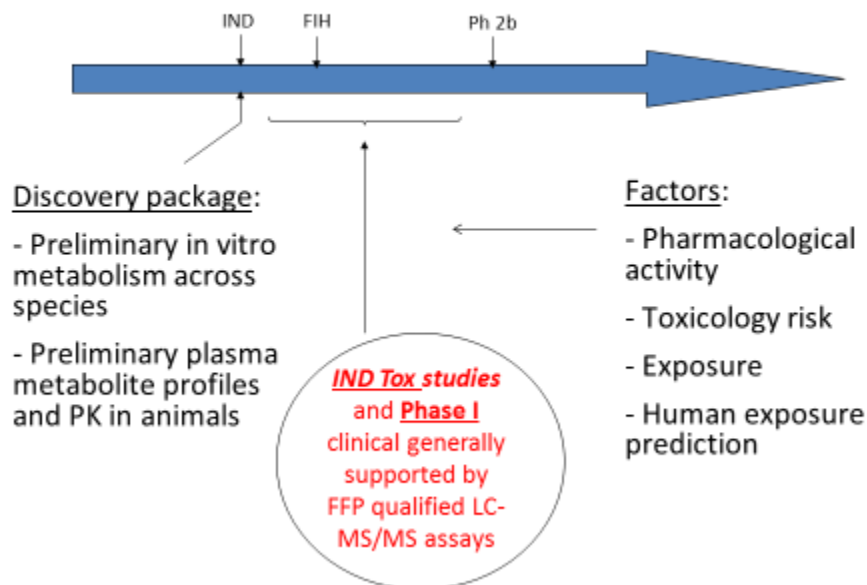 IND
FIH
Ph 2b
Discovery package:
- Preliminary in vitro
metabolism across
species
- Preliminary plasma
metabolite profiles
and PK in animals
IND Tox studies
and Phase I
clinical generally
supported by
FFP qualified LC-
MS/MS assays
Factors:
- Pharmacological
activity
- Toxicology risk
- Exposure
- Human exposure
prediction